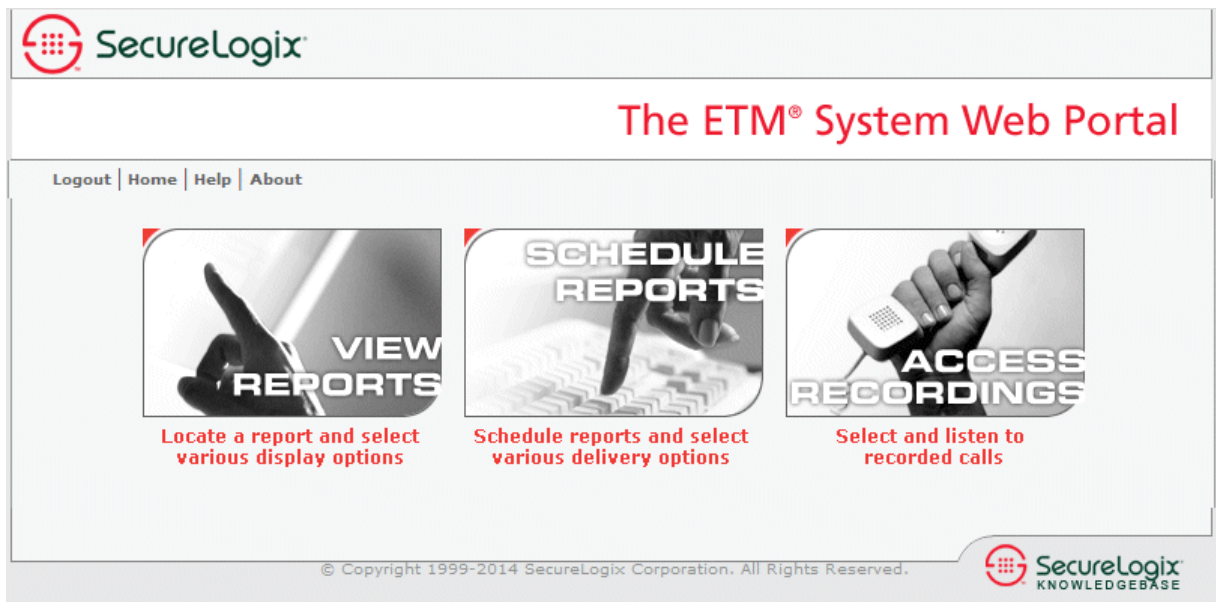 SecureLogix
The ETM® System Web Portal
Logout | Home | Help | About
VIEW
REPORTS
SCHEDULE
REPORTS
ACCESS
RECORDINGS
Locate a report and select
various display options
Schedule reports and select
various delivery options
Select and listen to
recorded calls
© Copyright 1999-2014 SecureLogix Corporation. All Rights Reserved.
SecureLogix
KNOWLEDGEBASE